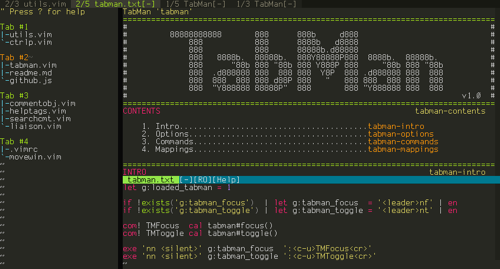 2/3 utils.vim  2/5 tabman.txt[-]  1/5 TabMan[-]  1/3 TabMan[-]
" Press ? for help
Tab #1
|-utils.vim
`-ctrlp.vim
Tab #2~
|-tabman.vim
|-readme.md
`-github.js
Tab #3
|-commentobj.vim
|-helptags.vim
|-searchcmt.vim
`-liaison.vim
Tab #4
|-.vimrc
`-movewin.vim
TabMan 'tabman'
v1.0 #
CONTENTS tabman-contents
1. Intro........................................tabman-intro
2. Options......................................tabman-options
3. Commands.....................................tabman-commands
4. Mappings.....................................tabman-mappings
INTRO tabman-intro
tabman.txt [-][RO][Help]
let g:loaded_tabman = 1
if !exists('g:tabman_focus')  | let g:tabman_focus  = '<leader>mf' | en
if !exists('g:tabman_toggle') | let g:tabman_toggle = '<leader>mt' | en
com! TMFocus  cal tabman#focus()
com! TMToggle cal tabman#toggle()
exe 'nn <silent>' g:tabman_focus  ':<c-u>TMFocus<cr>'
exe 'nn <silent>' g:tabman_toggle ':<c-u>TMToggle<cr>'